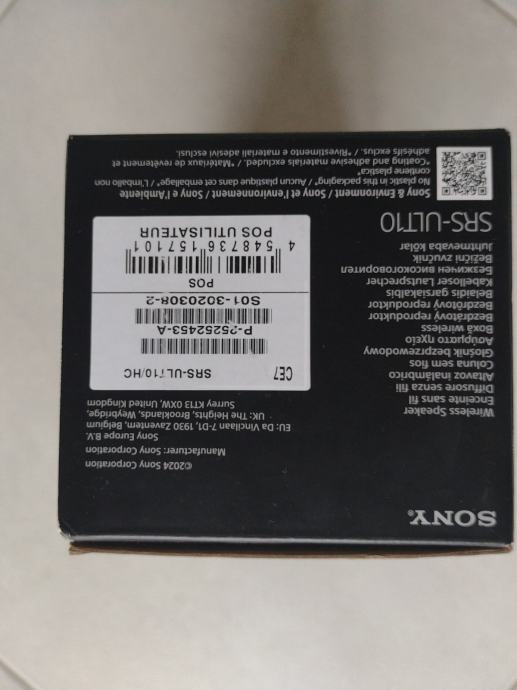 SONY®
Wireless Speaker
Enceinte sans fil
Diffusore senza fili
Altavoz inalámbrico
Coluna sem fios
Głośnik bezprzewodowy
Ασύρματο ηχείο
Boxă wireless
Bezdrátový reproduktor
Bezdrôtový reproduktor
Belaidis garsiakalbis
Kabelloser Lautsprecher
Безжичен високоговорител
Bežični zvučnik
Juhtmevaba kõlar
SRS-ULT10
©2024 Sony Corporation
Manufacturer: Sony Corporation
Sony Europe B.V.
EU: Da Vincilaan 7-D1, 1930 Zaventem, Belgium
UK: The Heights, Brooklands, Weybridge,
Surrey KT13 0XW, United Kingdom
CE7 SRS-ULT10/HC
P-25252453-A
S01-3020308-2
POS
4 548736 157101
POS UTILISATEUR
Sony & Environment / Sony et l'environnement / Sony e l'Ambiente
No plastic in this packaging* / Aucun plastique dans cet emballage* / L'imballo non
contiene plastica*
*Coating and adhesive materials excluded. / *Matériaux de revêtement et
adhésifs exclus. / *Rivestimento e materiali adesivi esclusi.